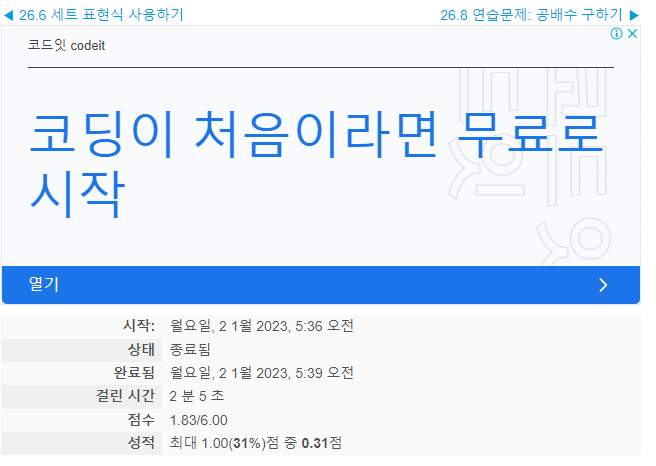 ◀ 26.6 세트 표현식 사용하기
26.8 연습문제: 공배수 구하기 ▶
코드잇 codeit
코딩이 처음이라면 무료로
시작
열기
시작: 월요일, 2 1월 2023, 5:36 오전
상태 종료됨
완료됨 월요일, 2 1월 2023, 5:39 오전
걸린 시간 2 분 5 초
점수 1.83/6.00
성적 최대 1.00(31%)점 중 0.31점